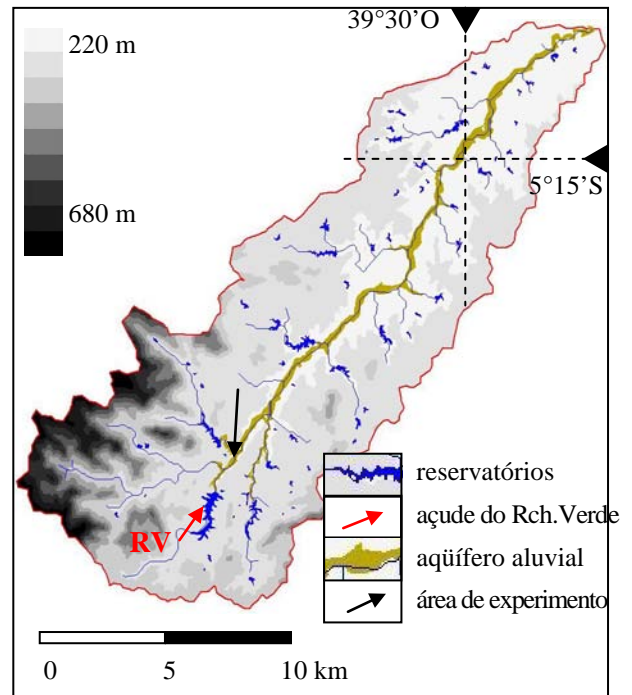 39°30'O
220 m
5°15'S
680 m
RV
reservatórios
açude do Rch.Verde
aqüífero aluvial
área de experimento
0 5 10 km